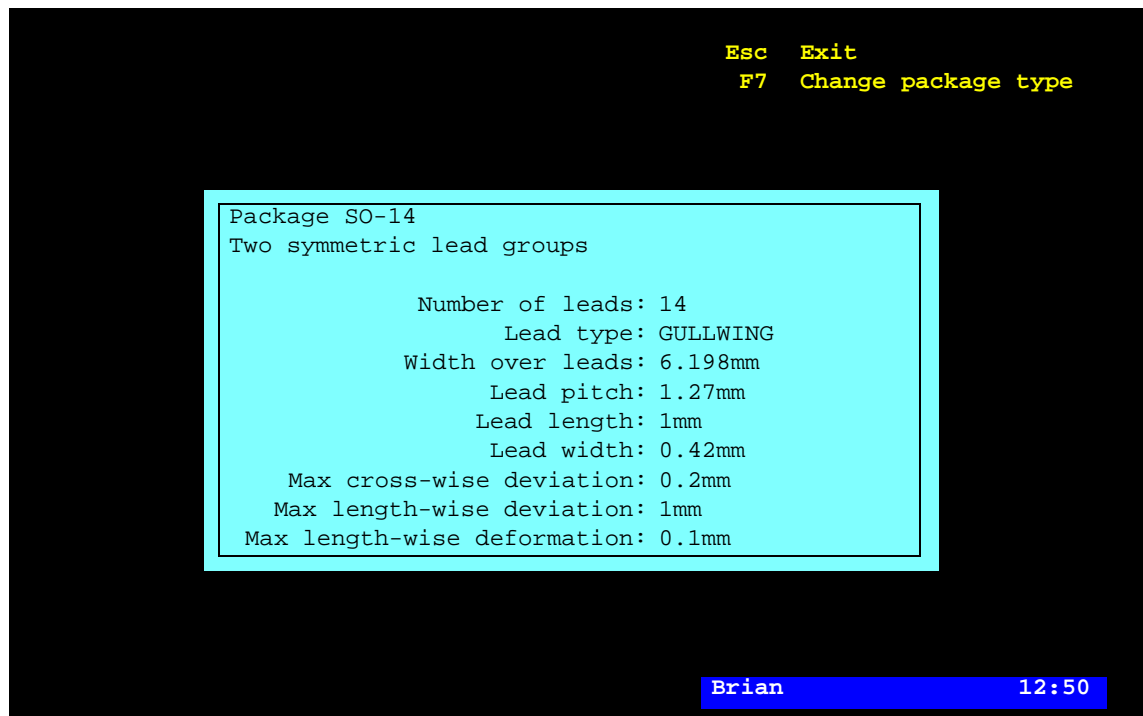 Esc Exit
F7 Change package type
Package SO-14
Two symmetric lead groups
Number of leads: 14
Lead type: GULLWING
Width over leads: 6.198mm
Lead pitch: 1.27mm
Lead length: 1mm
Lead width: 0.42mm
Max cross-wise deviation: 0.2mm
Max length-wise deviation: 1mm
Max length-wise deformation: 0.1mm
Brian 12:50